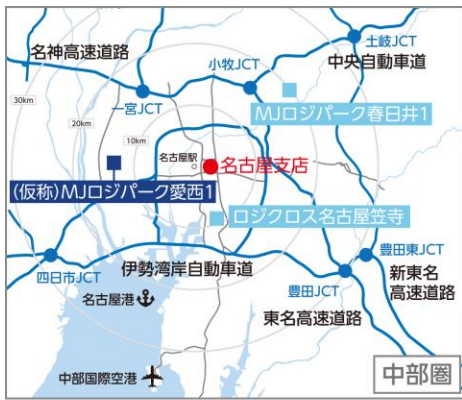 土岐JCT
名神高速道路
小牧JCT
中央自動車道
30km
一宮JCT
MJロジパーク春日井1
20km
10km
名古屋駅
名古屋支店
(仮称)MJロジパーク愛西1
ロジクロス名古屋笠寺
豊田東JCT
伊勢湾岸自動車道
四日市JCT
新東名
高速道路
豊田JCT
名古屋港
東名高速道路
中部国際空港
中部圏